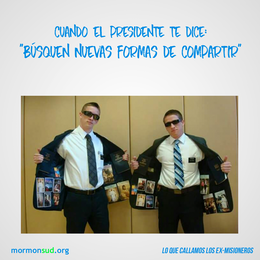 CUANDO EL PRESIDENTE TE DICE:
"BÚSQUEN NUEVAS FORMAS DE COMPARTIR"
mormonsud.org
LO QUE CALLAMOS LOS EX-MISIONEROS